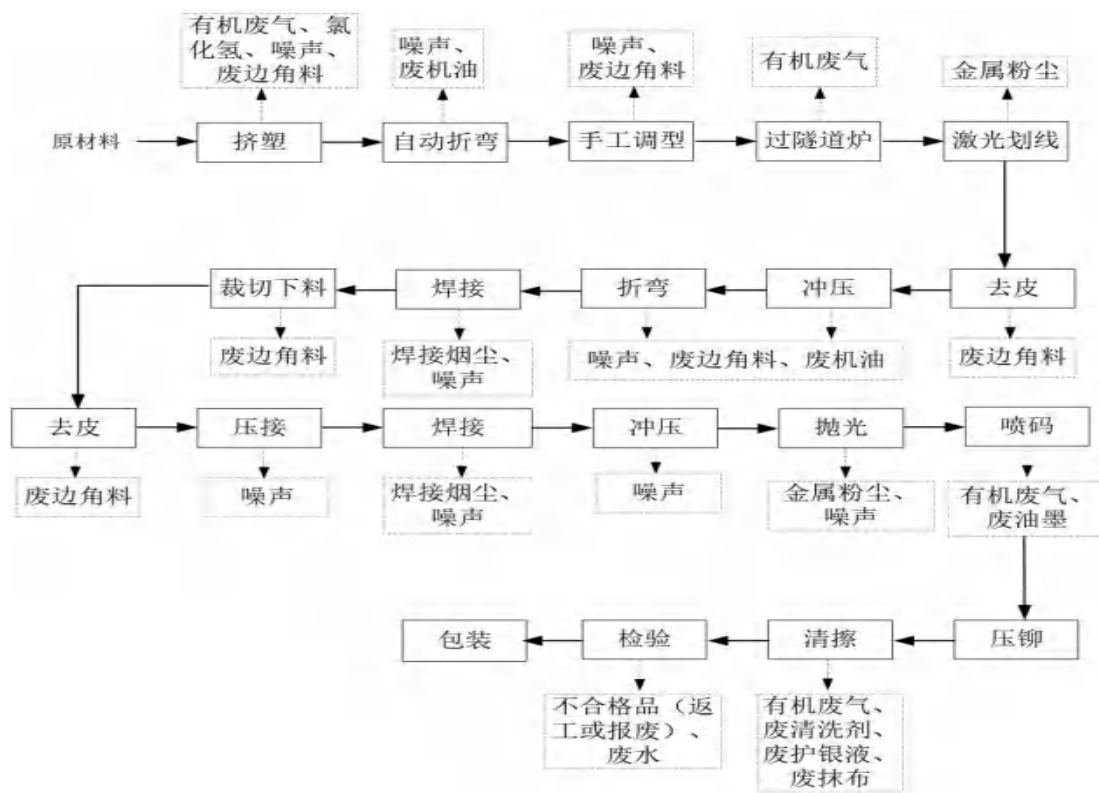 有机废气、氯
化氢、噪声、
废边角料
噪声、
废机油
噪声、
废边角料
有机废气
金属粉尘
原材料
挤塑
自动折弯
手工调型
过隧道炉
激光划线
裁切下料
焊接
折弯
冲压
去皮
废边角料
焊接烟尘、
噪声
噪声、废边角料、废机油
废边角料
去皮
压接
焊接
冲压
抛光
喷码
废边角料
噪声
焊接烟尘、
噪声
噪声
金属粉尘、
噪声
有机废气、
废油墨
包装
检验
清擦
压铆
不合格品（返
工或报废）、
废水
有机废气、
废清洗剂、
废护银液、
废抹布